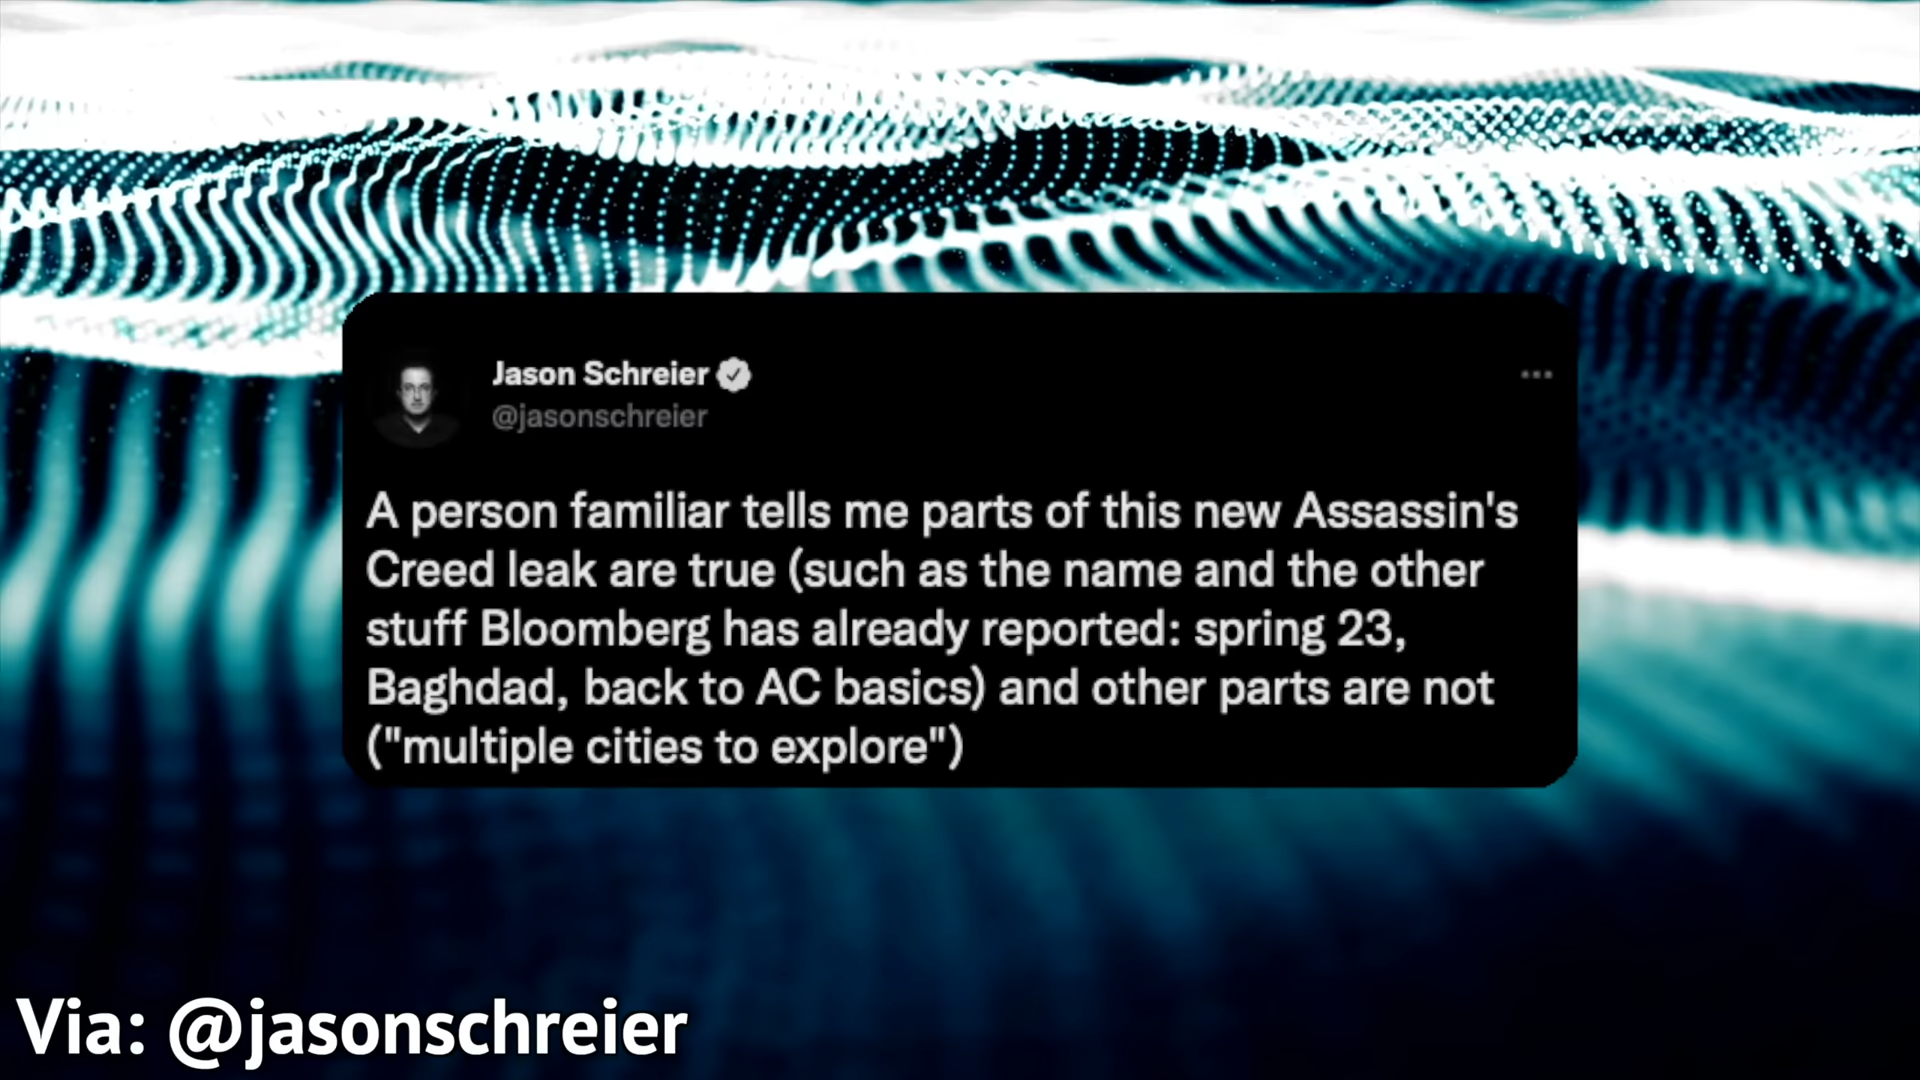 Jason Schreier
@jasonschreier
A person familiar tells me parts of this new Assassin's
Creed leak are true (such as the name and the other
stuff Bloomberg has already reported: spring 23,
Baghdad, back to AC basics) and other parts are not
("multiple cities to explore")
Via: @jasonschreier